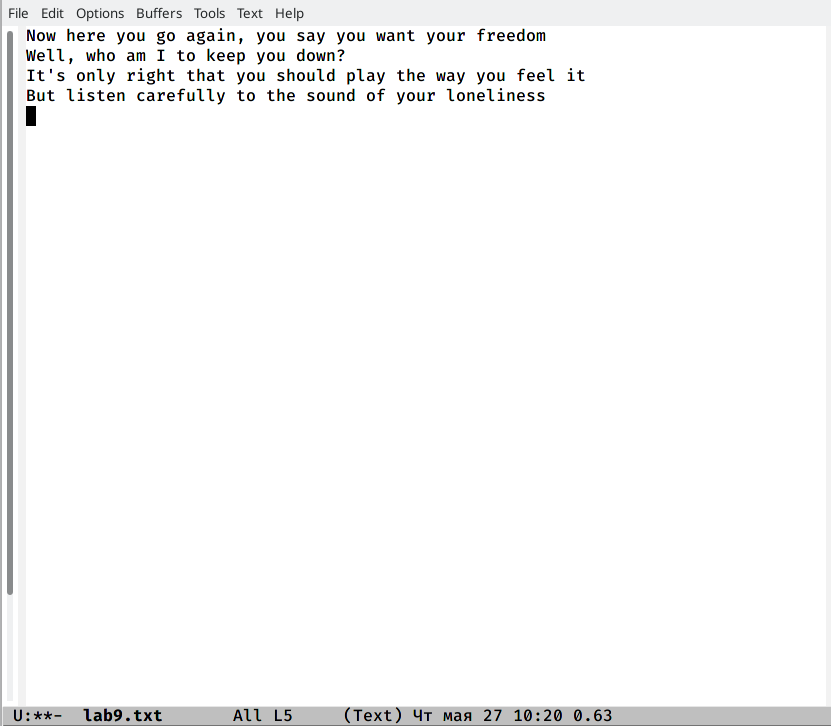 File Edit Options Buffers Tools Text Help
Now here you go again, you say you want your freedom
Well, who am I to keep you down?
It's only right that you should play the way you feel it
But listen carefully to the sound of your loneliness
U:**-  lab9.txt       All L5     (Text) Чт мая 27 10:20 0.63